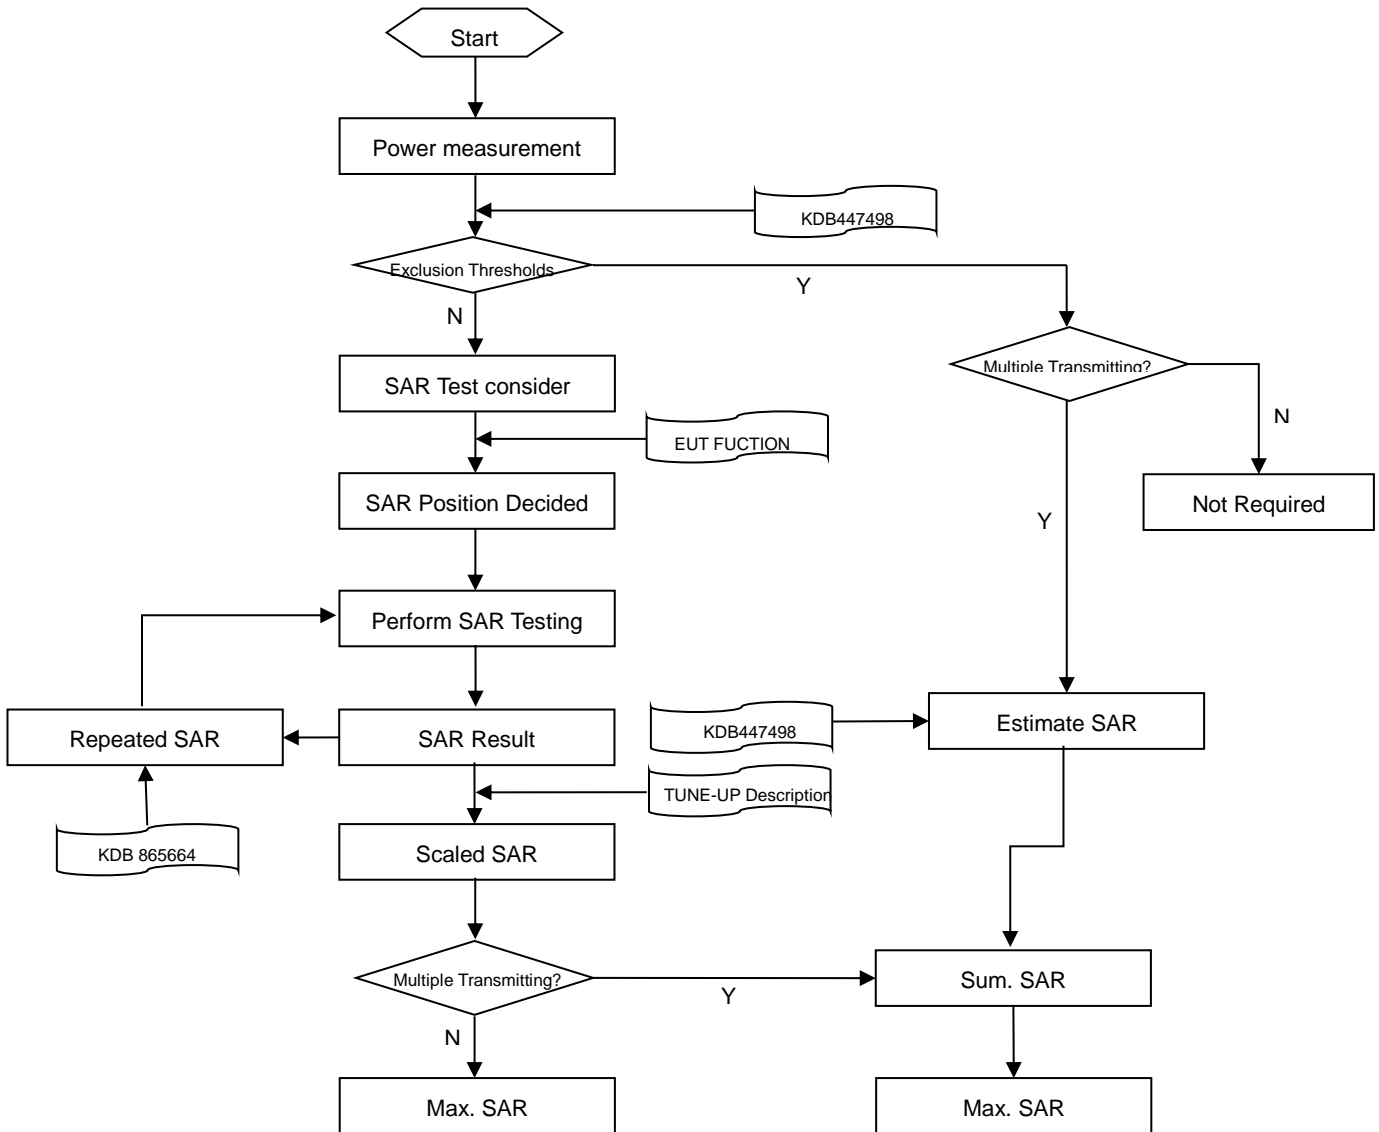 Start
Power measurement
KDB447498
Exclusion Thresholds
Y
N
Multiple Transmitting?
SAR Test consider
N
EUT FUCTION
SAR Position Decided
Not Required
Y
Perform SAR Testing
Repeated SAR
SAR Result
KDB447498
Estimate SAR
TUNE-UP Description
KDB 865664
Scaled SAR
Multiple Transmitting?
Y
Sum. SAR
N
Max. SAR
Max. SAR